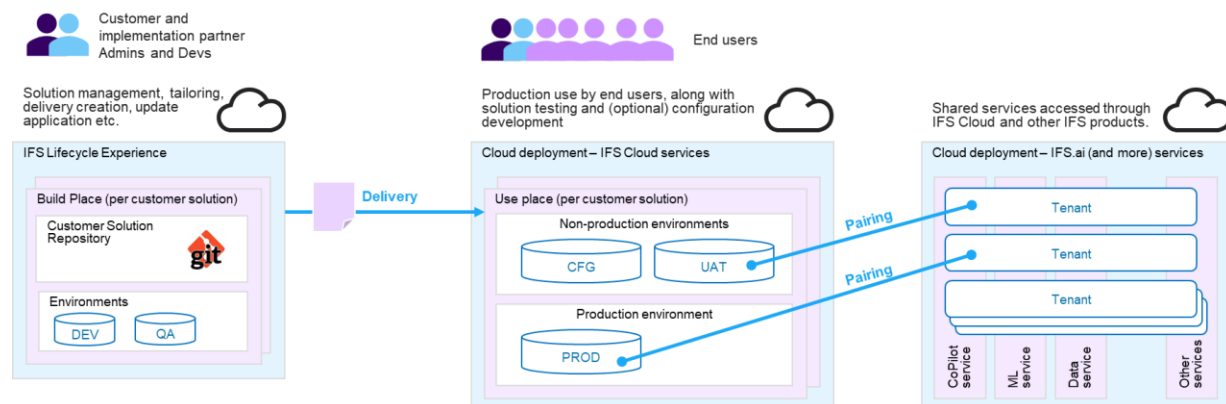 Customer and
implementation partner
Admins and Devs
End users
Solution management, tailoring,
delivery creation, update
application etc.
Production use by end users, along with
solution testing and (optional) configuration
development
Shared services accessed through
IFS Cloud and other IFS products.
IFS Lifecycle Experience
Build Place (per customer solution)
Customer Solution
Repository
git
Environments
DEV
QA
Delivery
Cloud deployment – IFS Cloud services
Use place (per customer solution)
Non-production environments
CFG
UAT
Production environment
PROD
Pairing
Pairing
Cloud deployment – IFS.ai (and more) services
Tenant
Tenant
Tenant
CoPilot
service
ML
service
Data
service
Other
services